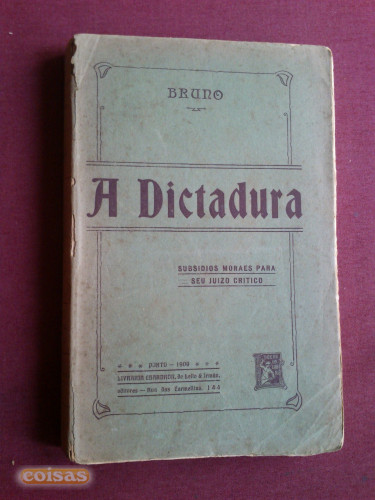 BRUNO
A Dictadura
SUBSIDIOS MORAES PARA
SEU JUIZO CRITICO
PORTO — 1909
LIVRARIA CHARDRON, de Lello & Irmão,
editores — Rua das Carmelitas, 144
coisas